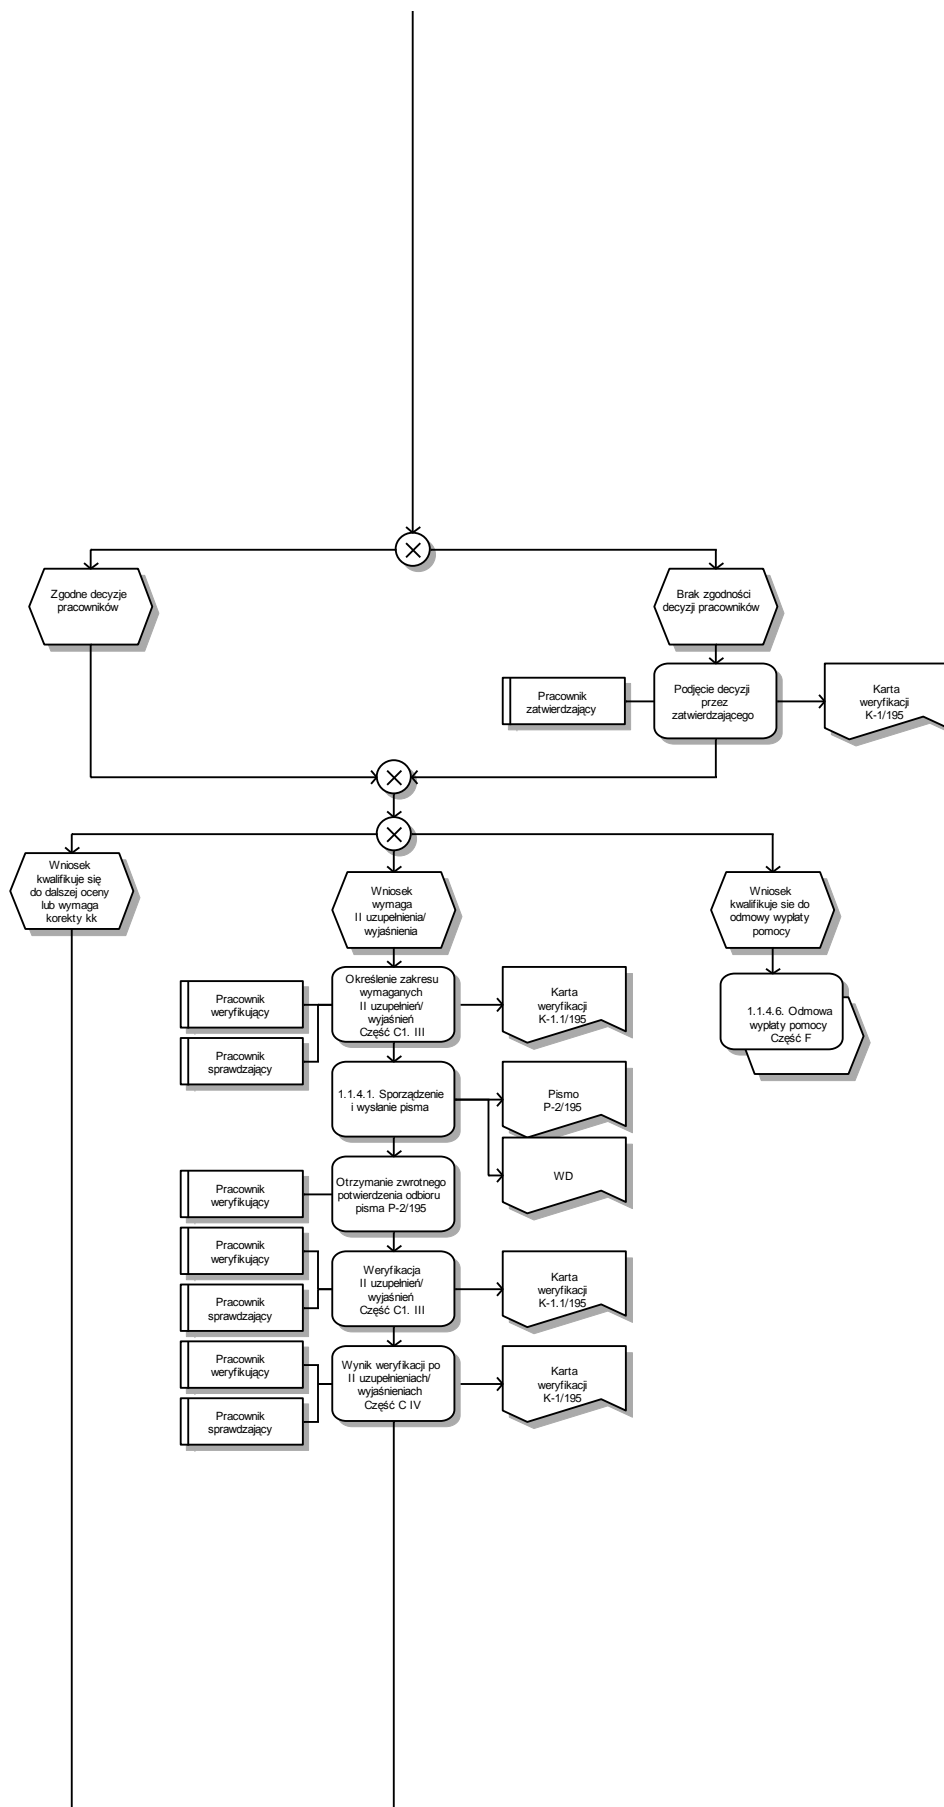 Zgodne decyzje
pracowników
Brak zgodności
decyzji pracowników
Pracownik
zatwierdzający
Podjęcie decyzji
przez
zatwierdzającego
Karta
weryfikacji
K-1/195
Wniosek
kwalifikuje się
do dalszej oceny
lub wymaga
korekty kk
Wniosek
wymaga
II uzupełnienia/
wyjaśnienia
Wniosek
kwalifikuje sie do
odmowy wypłaty
pomocy
Pracownik
weryfikujący
Pracownik
sprawdzający
Określenie zakresu
wymaganych
II uzupełnień/
wyjaśnień
Część C1. III
Karta
weryfikacji
K-1.1/195
1.1.4.6. Odmowa
wypłaty pomocy
Część F
1.1.4.1. Sporządzenie
i wysłanie pisma
Pismo
P-2/195
WD
Pracownik
weryfikujący
Otrzymanie zwrotnego
potwierdzenia odbioru
pisma P-2/195
Pracownik
weryfikujący
Pracownik
sprawdzający
Weryfikacja
II uzupełnień/
wyjaśnień
Część C1. III
Karta
weryfikacji
K-1.1/195
Pracownik
weryfikujący
Pracownik
sprawdzający
Wynik weryfikacji po
II uzupełnieniach/
wyjaśnieniach
Część C IV
Karta
weryfikacji
K-1/195